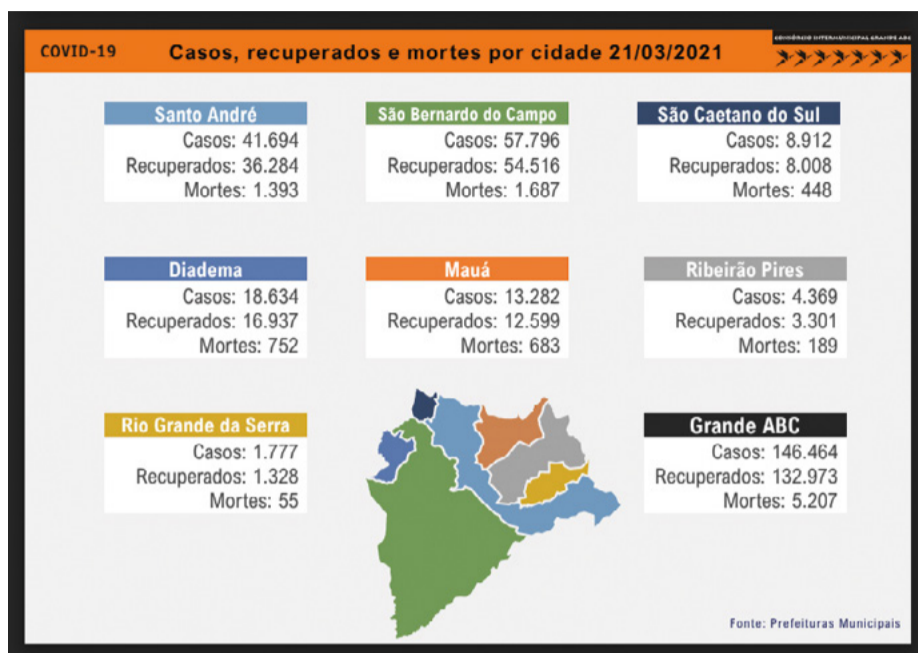 COVID-19
Casos, recuperados e mortes por cidade 21/03/2021
CONSÓRCIO INTERMUNICIPAL GRANDE ABC
Santo André
Casos: 41.694
Recuperados: 36.284
Mortes: 1.393
São Bernardo do Campo
Casos: 57.796
Recuperados: 54.516
Mortes: 1.687
São Caetano do Sul
Casos: 8.912
Recuperados: 8.008
Mortes: 448
Diadema
Casos: 18.634
Recuperados: 16.937
Mortes: 752
Mauá
Casos: 13.282
Recuperados: 12.599
Mortes: 683
Ribeirão Pires
Casos: 4.369
Recuperados: 3.301
Mortes: 189
Rio Grande da Serra
Casos: 1.777
Recuperados: 1.328
Mortes: 55
Grande ABC
Casos: 146.464
Recuperados: 132.973
Mortes: 5.207
Fonte: Prefeituras Municipais